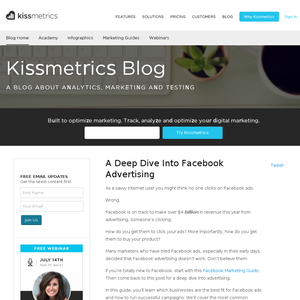 kissmetrics
FEATURES SOLUTIONS PRICING CUSTOMERS BLOG Why Kissmetrics Log in
Blog Home Academy Infographics Marketing Guides Webinars
Kissmetrics Blog
A BLOG ABOUT ANALYTICS, MARKETING AND TESTING
Built to optimize marketing. Track, analyze and optimize your digital marketing.
Try Kissmetrics
FREE EMAIL UPDATES
Get the latest content first.
First Name
Your Email
Join Us
FREE WEBINAR
JULY 14TH
A Deep Dive Into Facebook
Advertising
Tweet
As a savvy internet user you might think no one clicks on Facebook ads.
Wrong.
Facebook is on track to make over $4 billion in revenue this year from
advertising. Someone's clicking.
How do you get them to click your ads? More importantly, how do you get
them to buy your product?
Many marketers who have tried Facebook ads, especially in their early days,
decided that Facebook advertising doesn't work. Don't believe them.
If you're totally new to Facebook, start with this Facebook Marketing Guide.
Then come back to this post for a deep dive into advertising.
In this guide, you'll learn which businesses are the best fit for Facebook ads
and how to run successful campaigns. We'll cover the most common